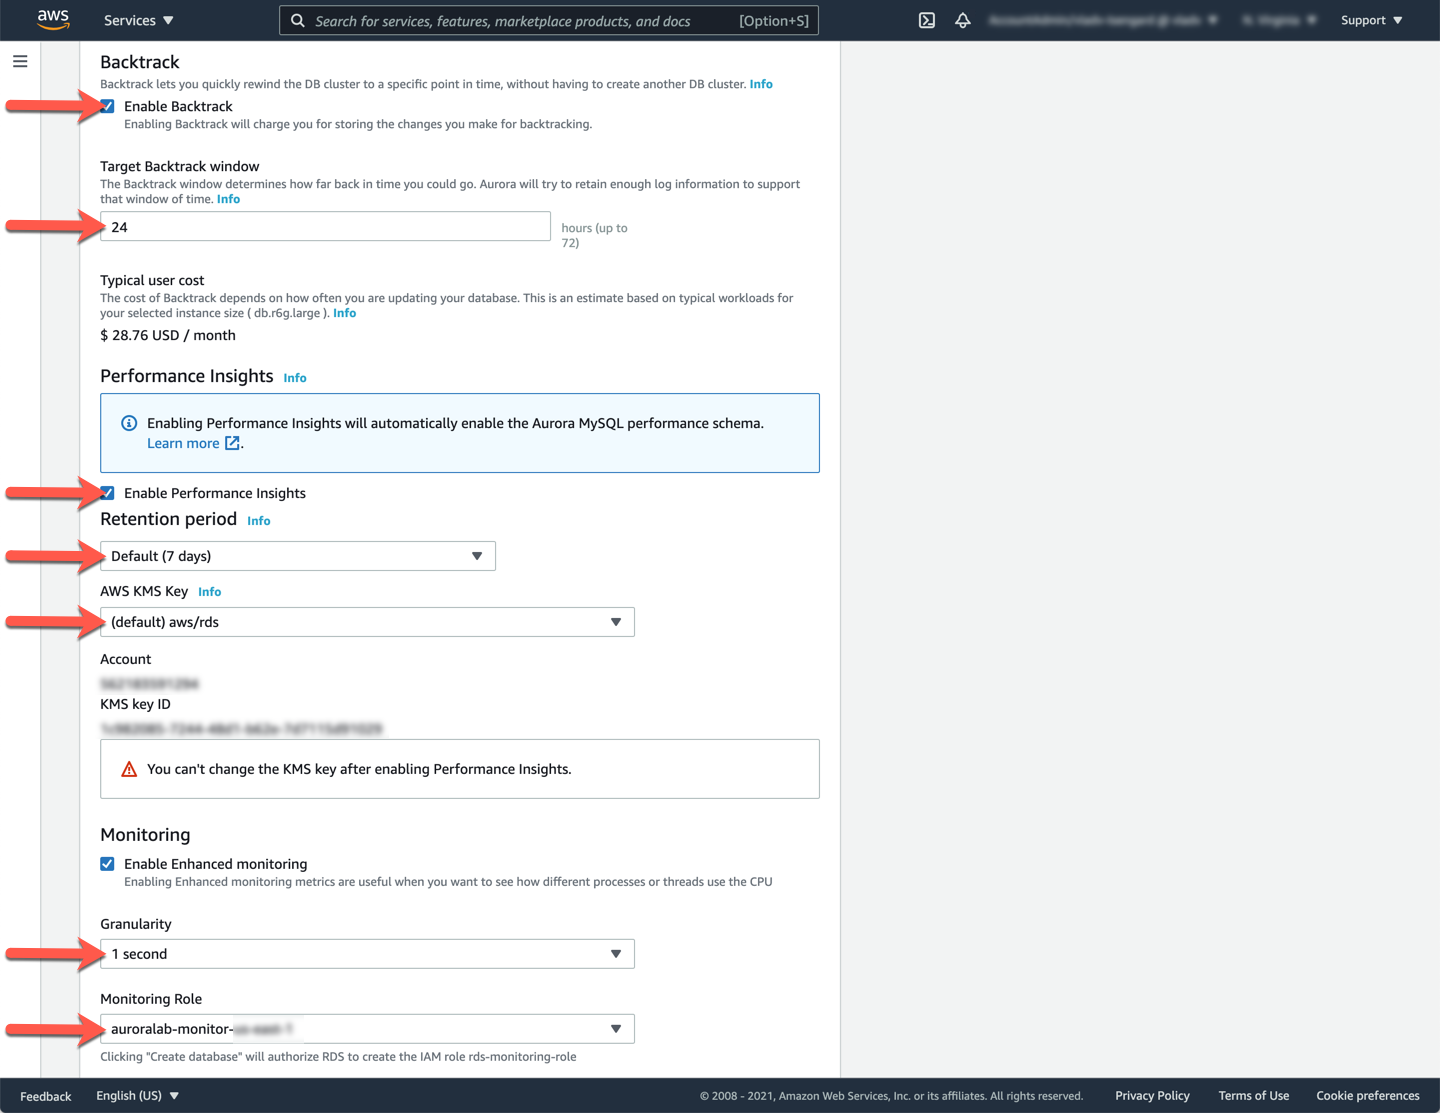 aws
Services
Search for services, features, marketplace products, and docs [Option+S]
Support
Backtrack
Backtrack lets you quickly rewind the DB cluster to a specific point in time, without having to create another DB cluster. Info
Enable Backtrack
Enabling Backtrack will charge you for storing the changes you make for backtracking.
Target Backtrack window
The Backtrack window determines how far back in time you could go. Aurora will try to retain enough log information to support
that window of time. Info
24
hours (up to
72)
Typical user cost
The cost of Backtrack depends on how often you are updating your database. This is an estimate based on typical workloads for
your selected instance size ( db.r6g.large ). Info
$ 28.76 USD / month
Performance Insights Info
Enabling Performance Insights will automatically enable the Aurora MySQL performance schema.
Learn more .
Enable Performance Insights
Retention period Info
Default (7 days)
AWS KMS Key Info
(default) aws/rds
Account
KMS key ID
You can't change the KMS key after enabling Performance Insights.
Monitoring
Enable Enhanced monitoring
Enabling Enhanced monitoring metrics are useful when you want to see how different processes or threads use the CPU
Granularity
1 second
Monitoring Role
auroralab-monitor-
Clicking "Create database" will authorize RDS to create the IAM role rds-monitoring-role
Feedback English (US) © 2008 - 2021, Amazon Web Services, Inc. or its affiliates. All rights reserved. Privacy Policy Terms of Use Cookie preferences